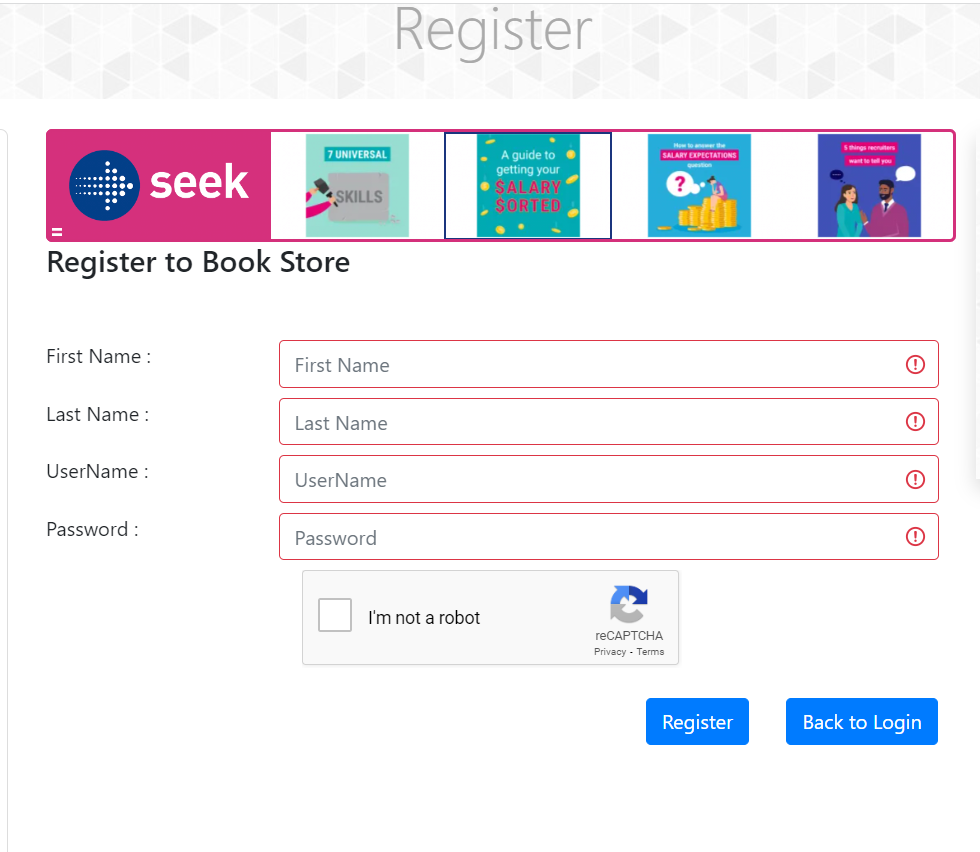 Register
seek
7 UNIVERSAL
SKILLS
A guide to
getting your
$ALARY
$ORTED
How to answer the
SALARY EXPECTATIONS
question
?
5 things recruiters
want to tell you
Register to Book Store
First Name :
First Name
Last Name :
Last Name
UserName :
UserName
Password :
Password
I'm not a robot
reCAPTCHA
Privacy - Terms
Register
Back to Login